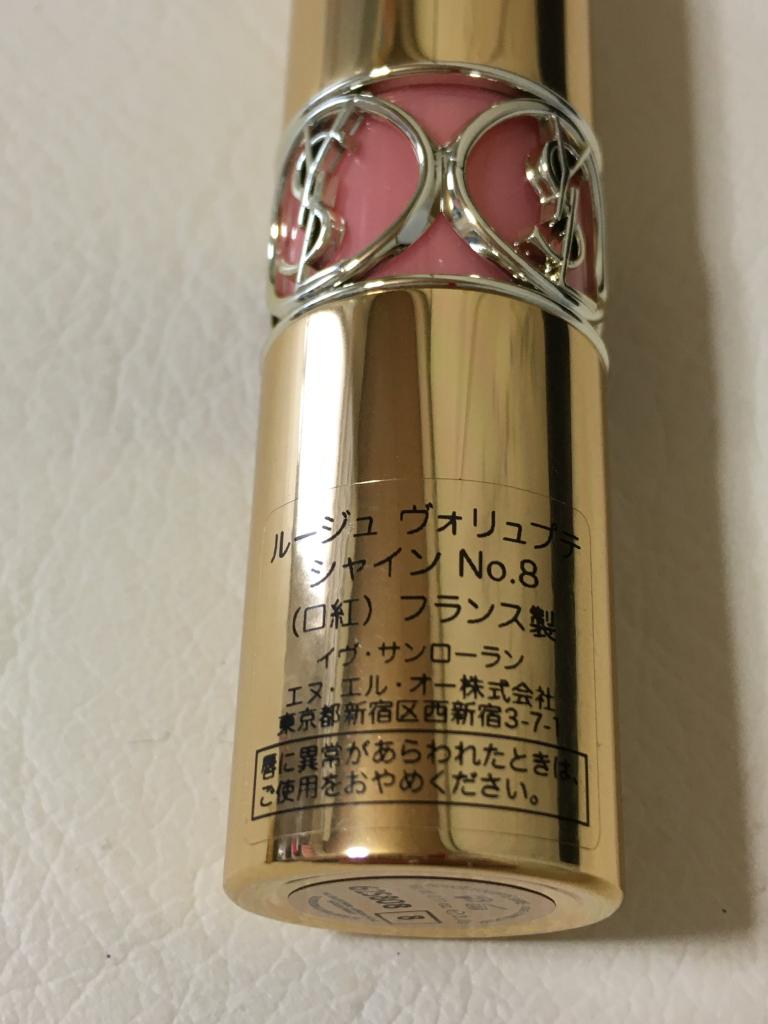 YSL
YSL
ルージュ ヴォリュプテ
シャイン No.8
(口紅) フランス製
イヴ・サンローラン
エヌ・エル・オー株式会社
東京都新宿区西新宿3-7-1
唇に異常があらわれたときは、
ご使用をおやめください。
625808 8